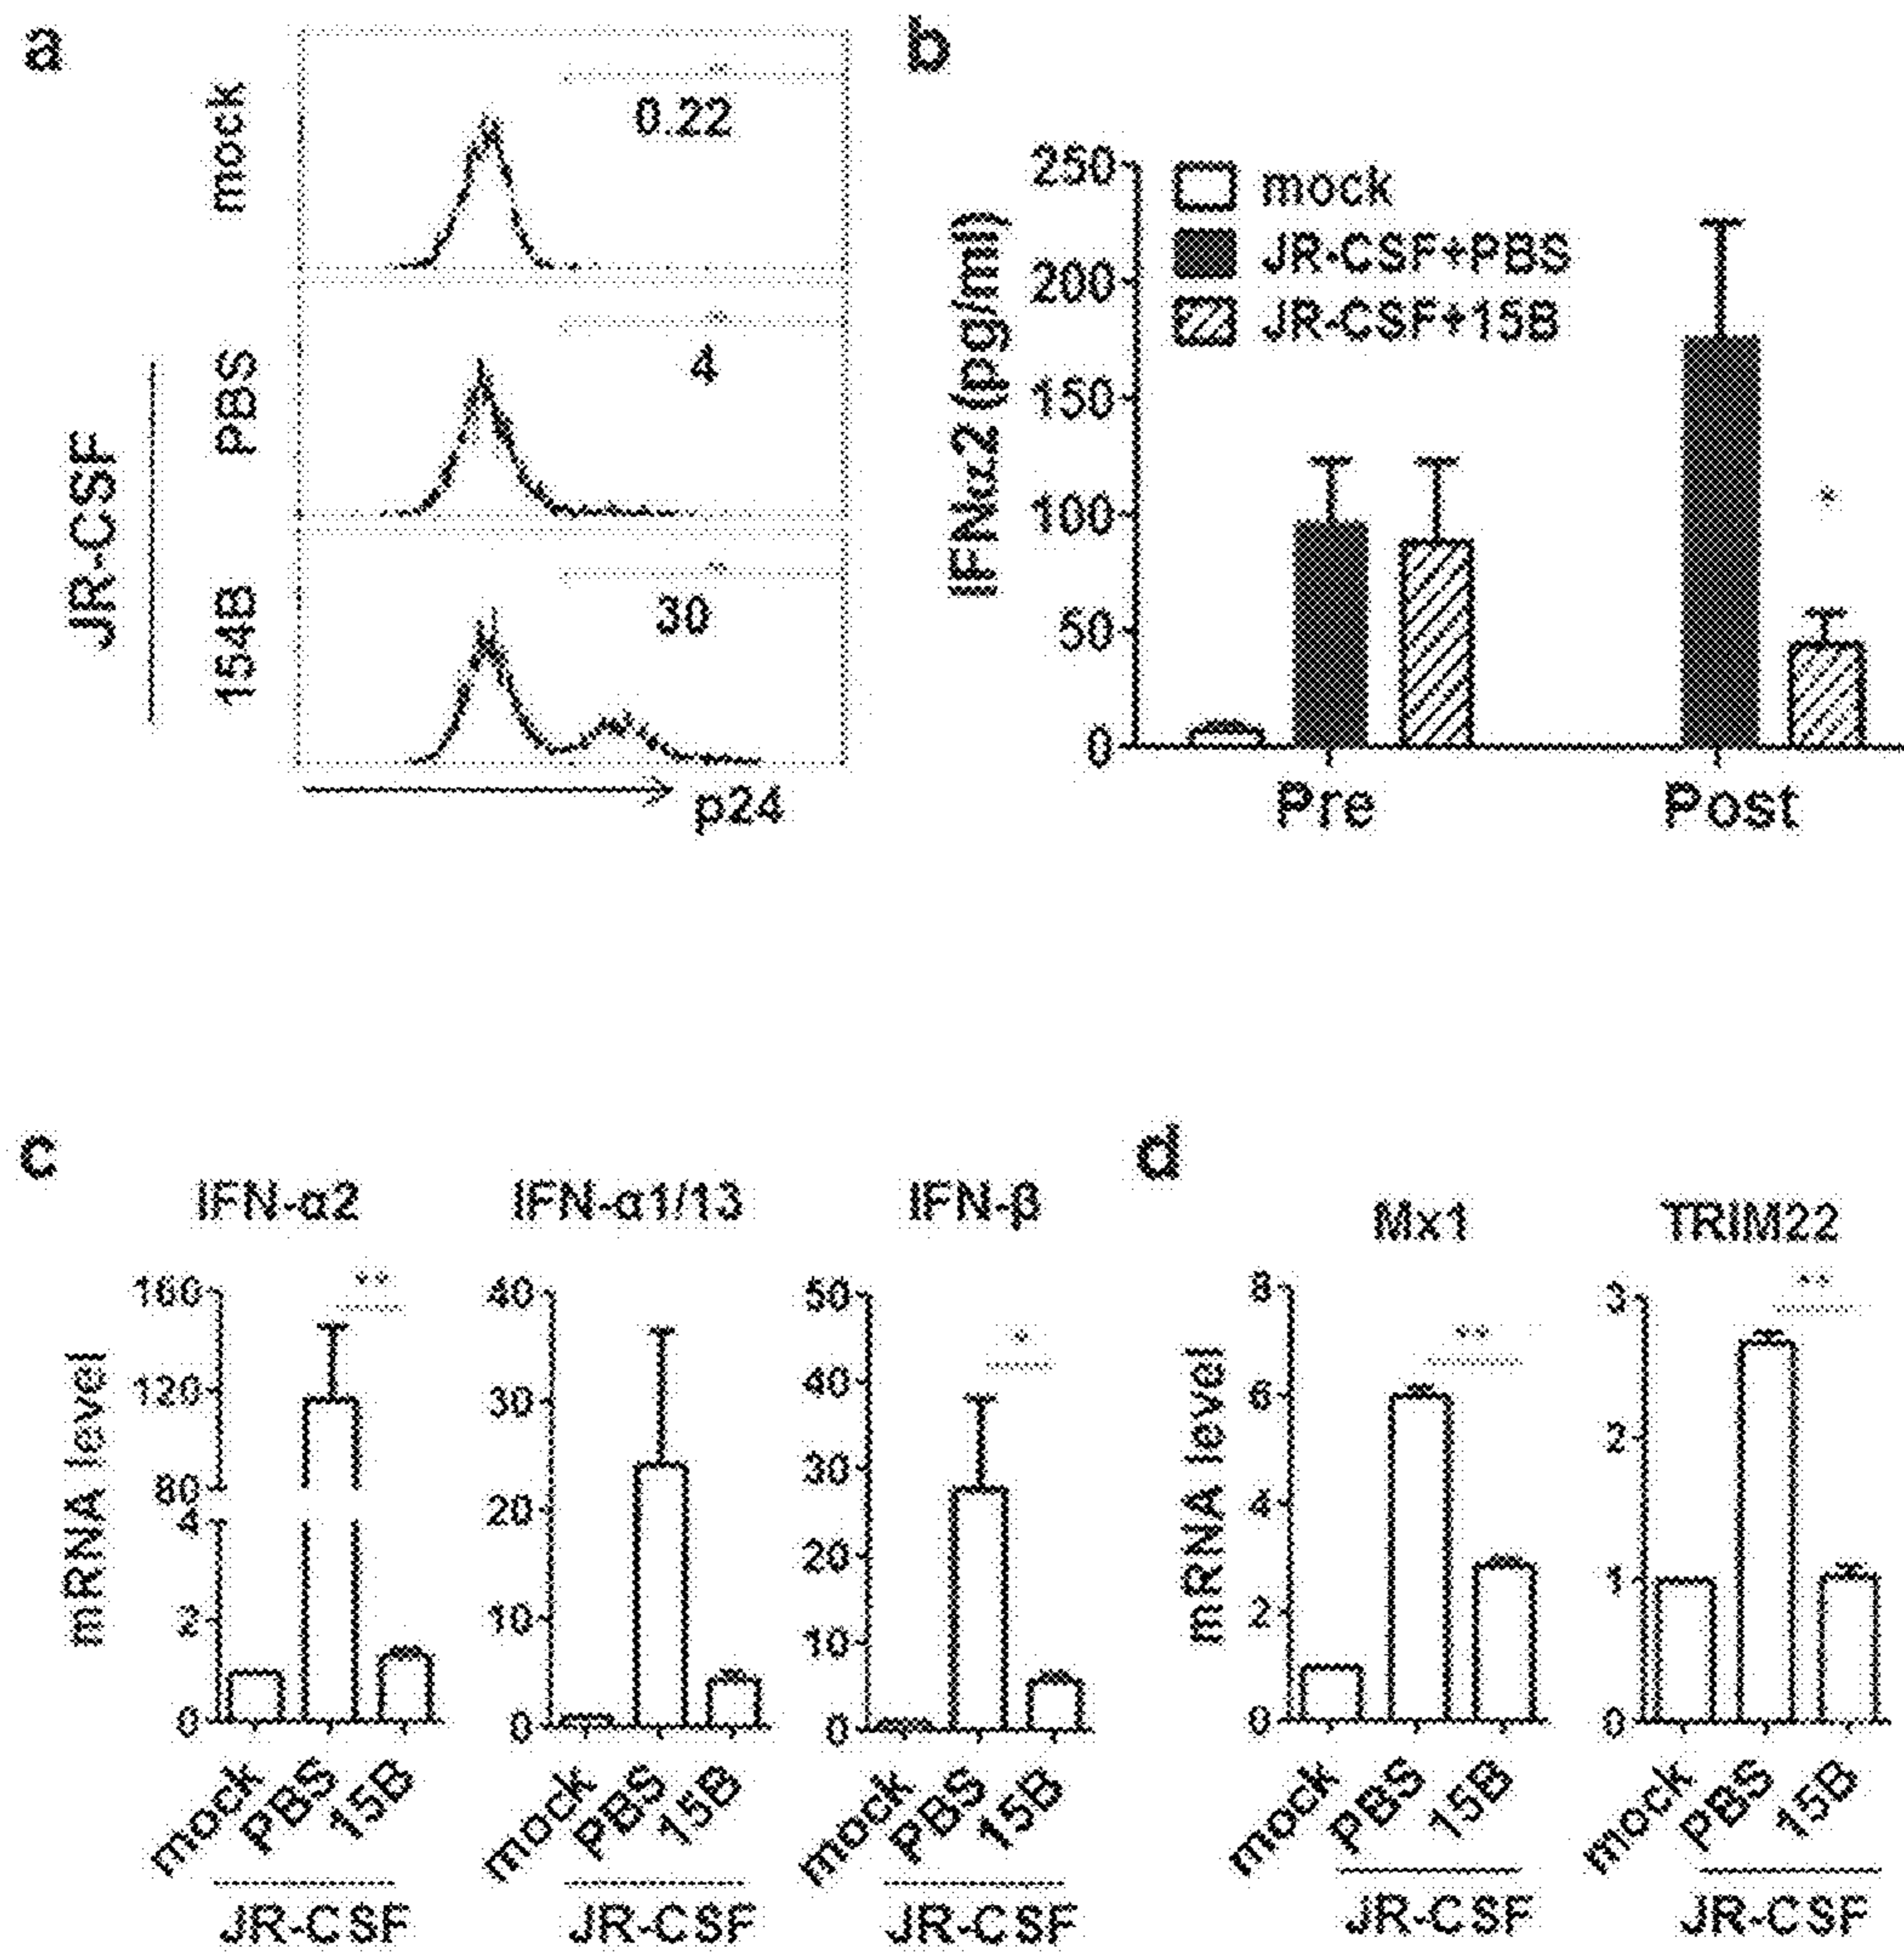 a
mock
0.22
JR-CSF
PBS
4
154B
30
p24
b
IFNα2 (pg/ml)
250
200
150
100
50
0
mock
JR-CSF+PBS
JR-CSF+15B
*
Pre
Post
c
mRNA level
IFN-α2
160
120
80
4
2
0
**
mock
PBS
15B
JR-CSF
IFN-α1/13
40
30
20
10
0
mock
PBS
15B
JR-CSF
IFN-β
50
40
30
20
10
0
*
mock
PBS
15B
JR-CSF
d
mRNA level
Mx1
8
6
4
2
0
**
mock
PBS
15B
JR-CSF
TRIM22
3
2
1
0
**
mock
PBS
15B
JR-CSF